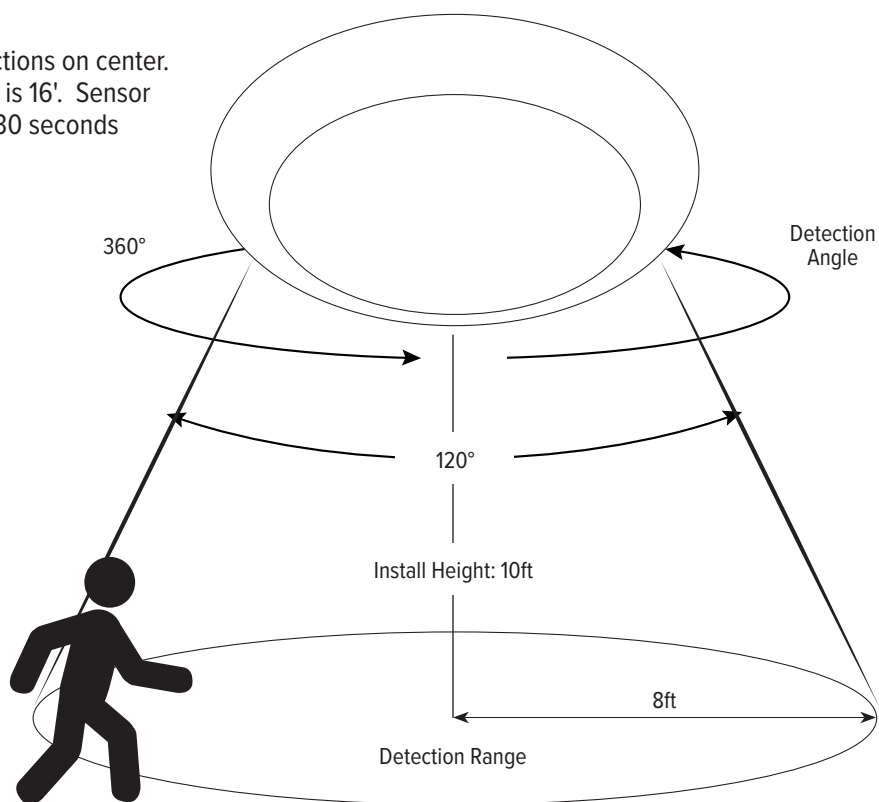 ctions on center.
is 16'. Sensor
30 seconds
360°
Detection
Angle
120°
Install Height: 10ft
8ft
Detection Range